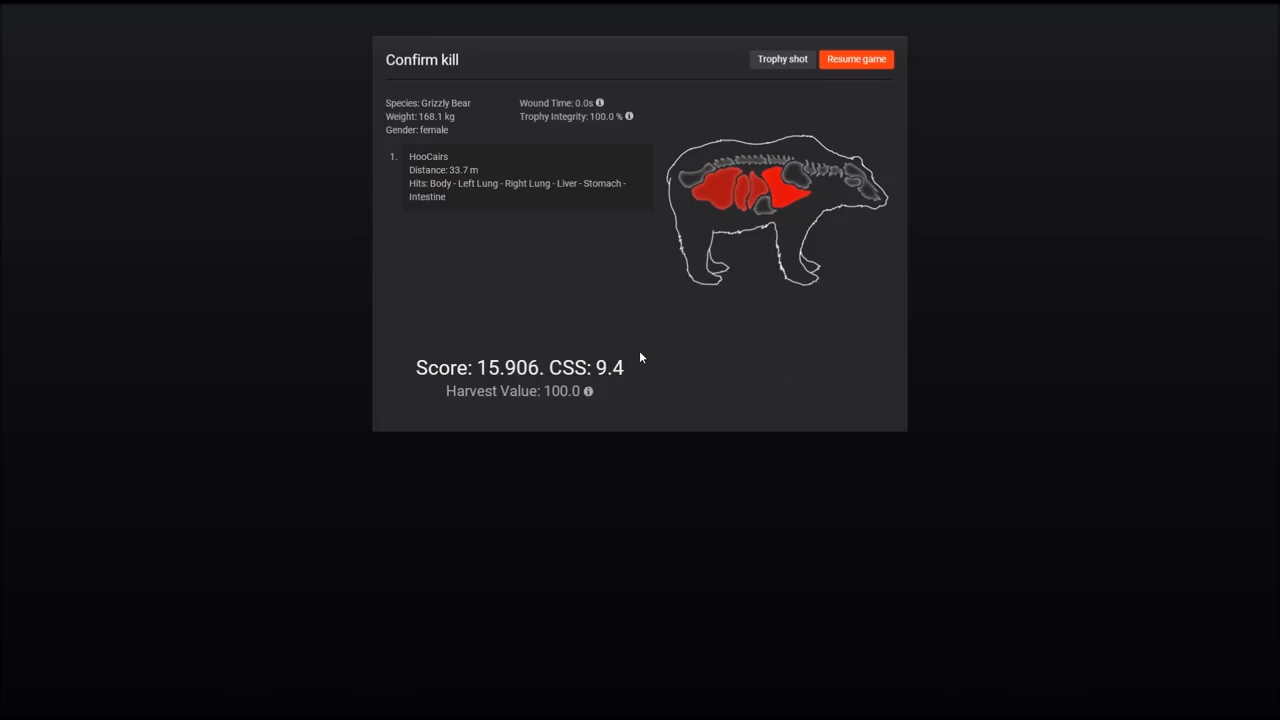 Confirm kill
Trophy shot
Resume game
Species: Grizzly Bear
Weight: 168.1 kg
Gender: female
Wound Time: 0.0s
Trophy Integrity: 100.0 %
1.
HooCairs
Distance: 33.7 m
Hits: Body - Left Lung - Right Lung - Liver - Stomach -
Intestine
Score: 15.906. CSS: 9.4
Harvest Value: 100.0